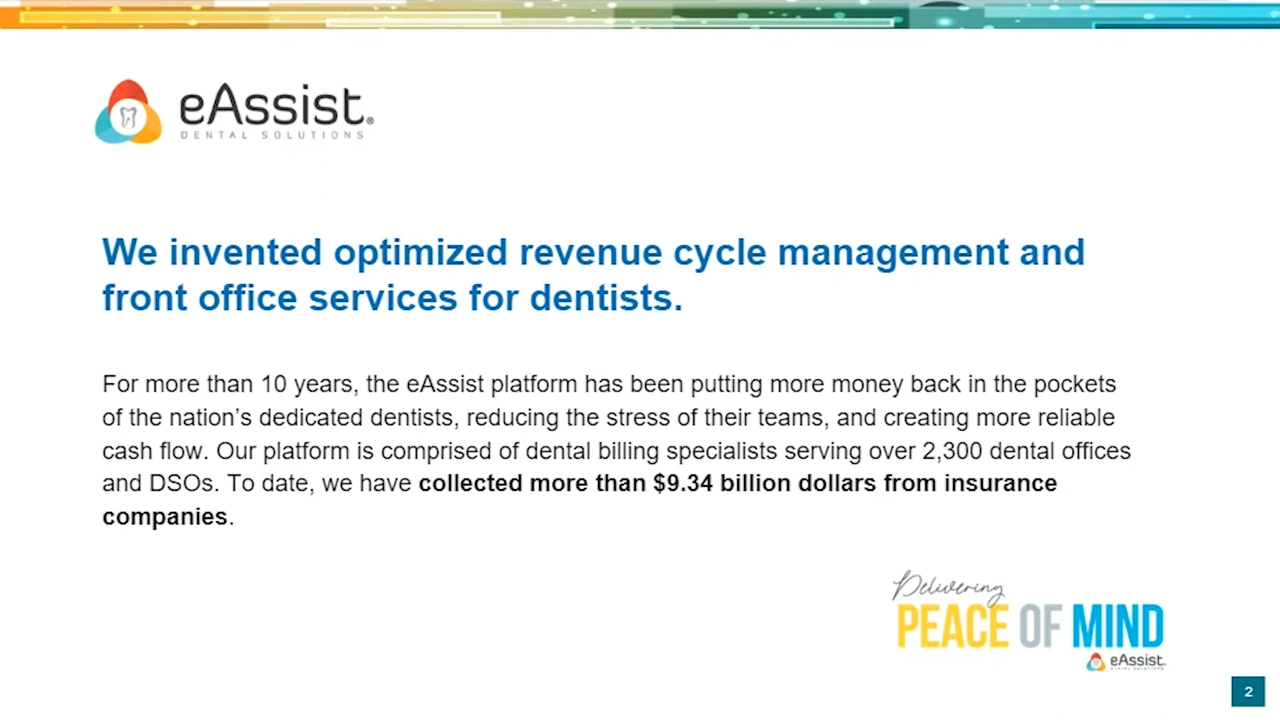 eAssist®
DENTAL SOLUTIONS
We invented optimized revenue cycle management and
front office services for dentists.
For more than 10 years, the eAssist platform has been putting more money back in the pockets
of the nation’s dedicated dentists, reducing the stress of their teams, and creating more reliable
cash flow. Our platform is comprised of dental billing specialists serving over 2,300 dental offices
and DSOs. To date, we have collected more than $9.34 billion dollars from insurance
companies.
Delivering
PEACE OF MIND
eAssist.
2